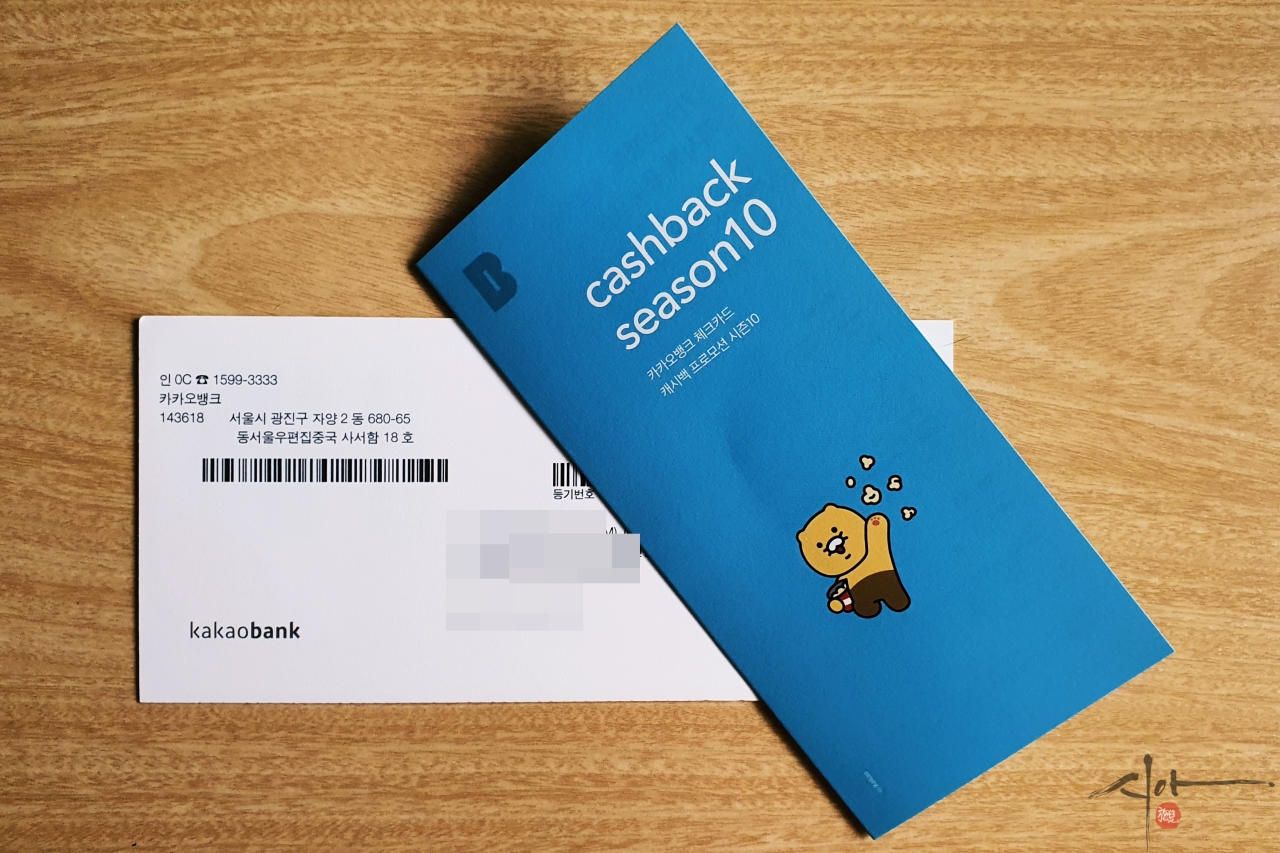 인 0C ☎ 1599-3333
카카오뱅크
143618 서울시 광진구 자양 2 동 680-65
동서울우편집중국 사서함 18 호
등기번호
kakaobank
B
cashback
season10
카카오뱅크 체크카드
캐시백 프로모션 시즌10
시아